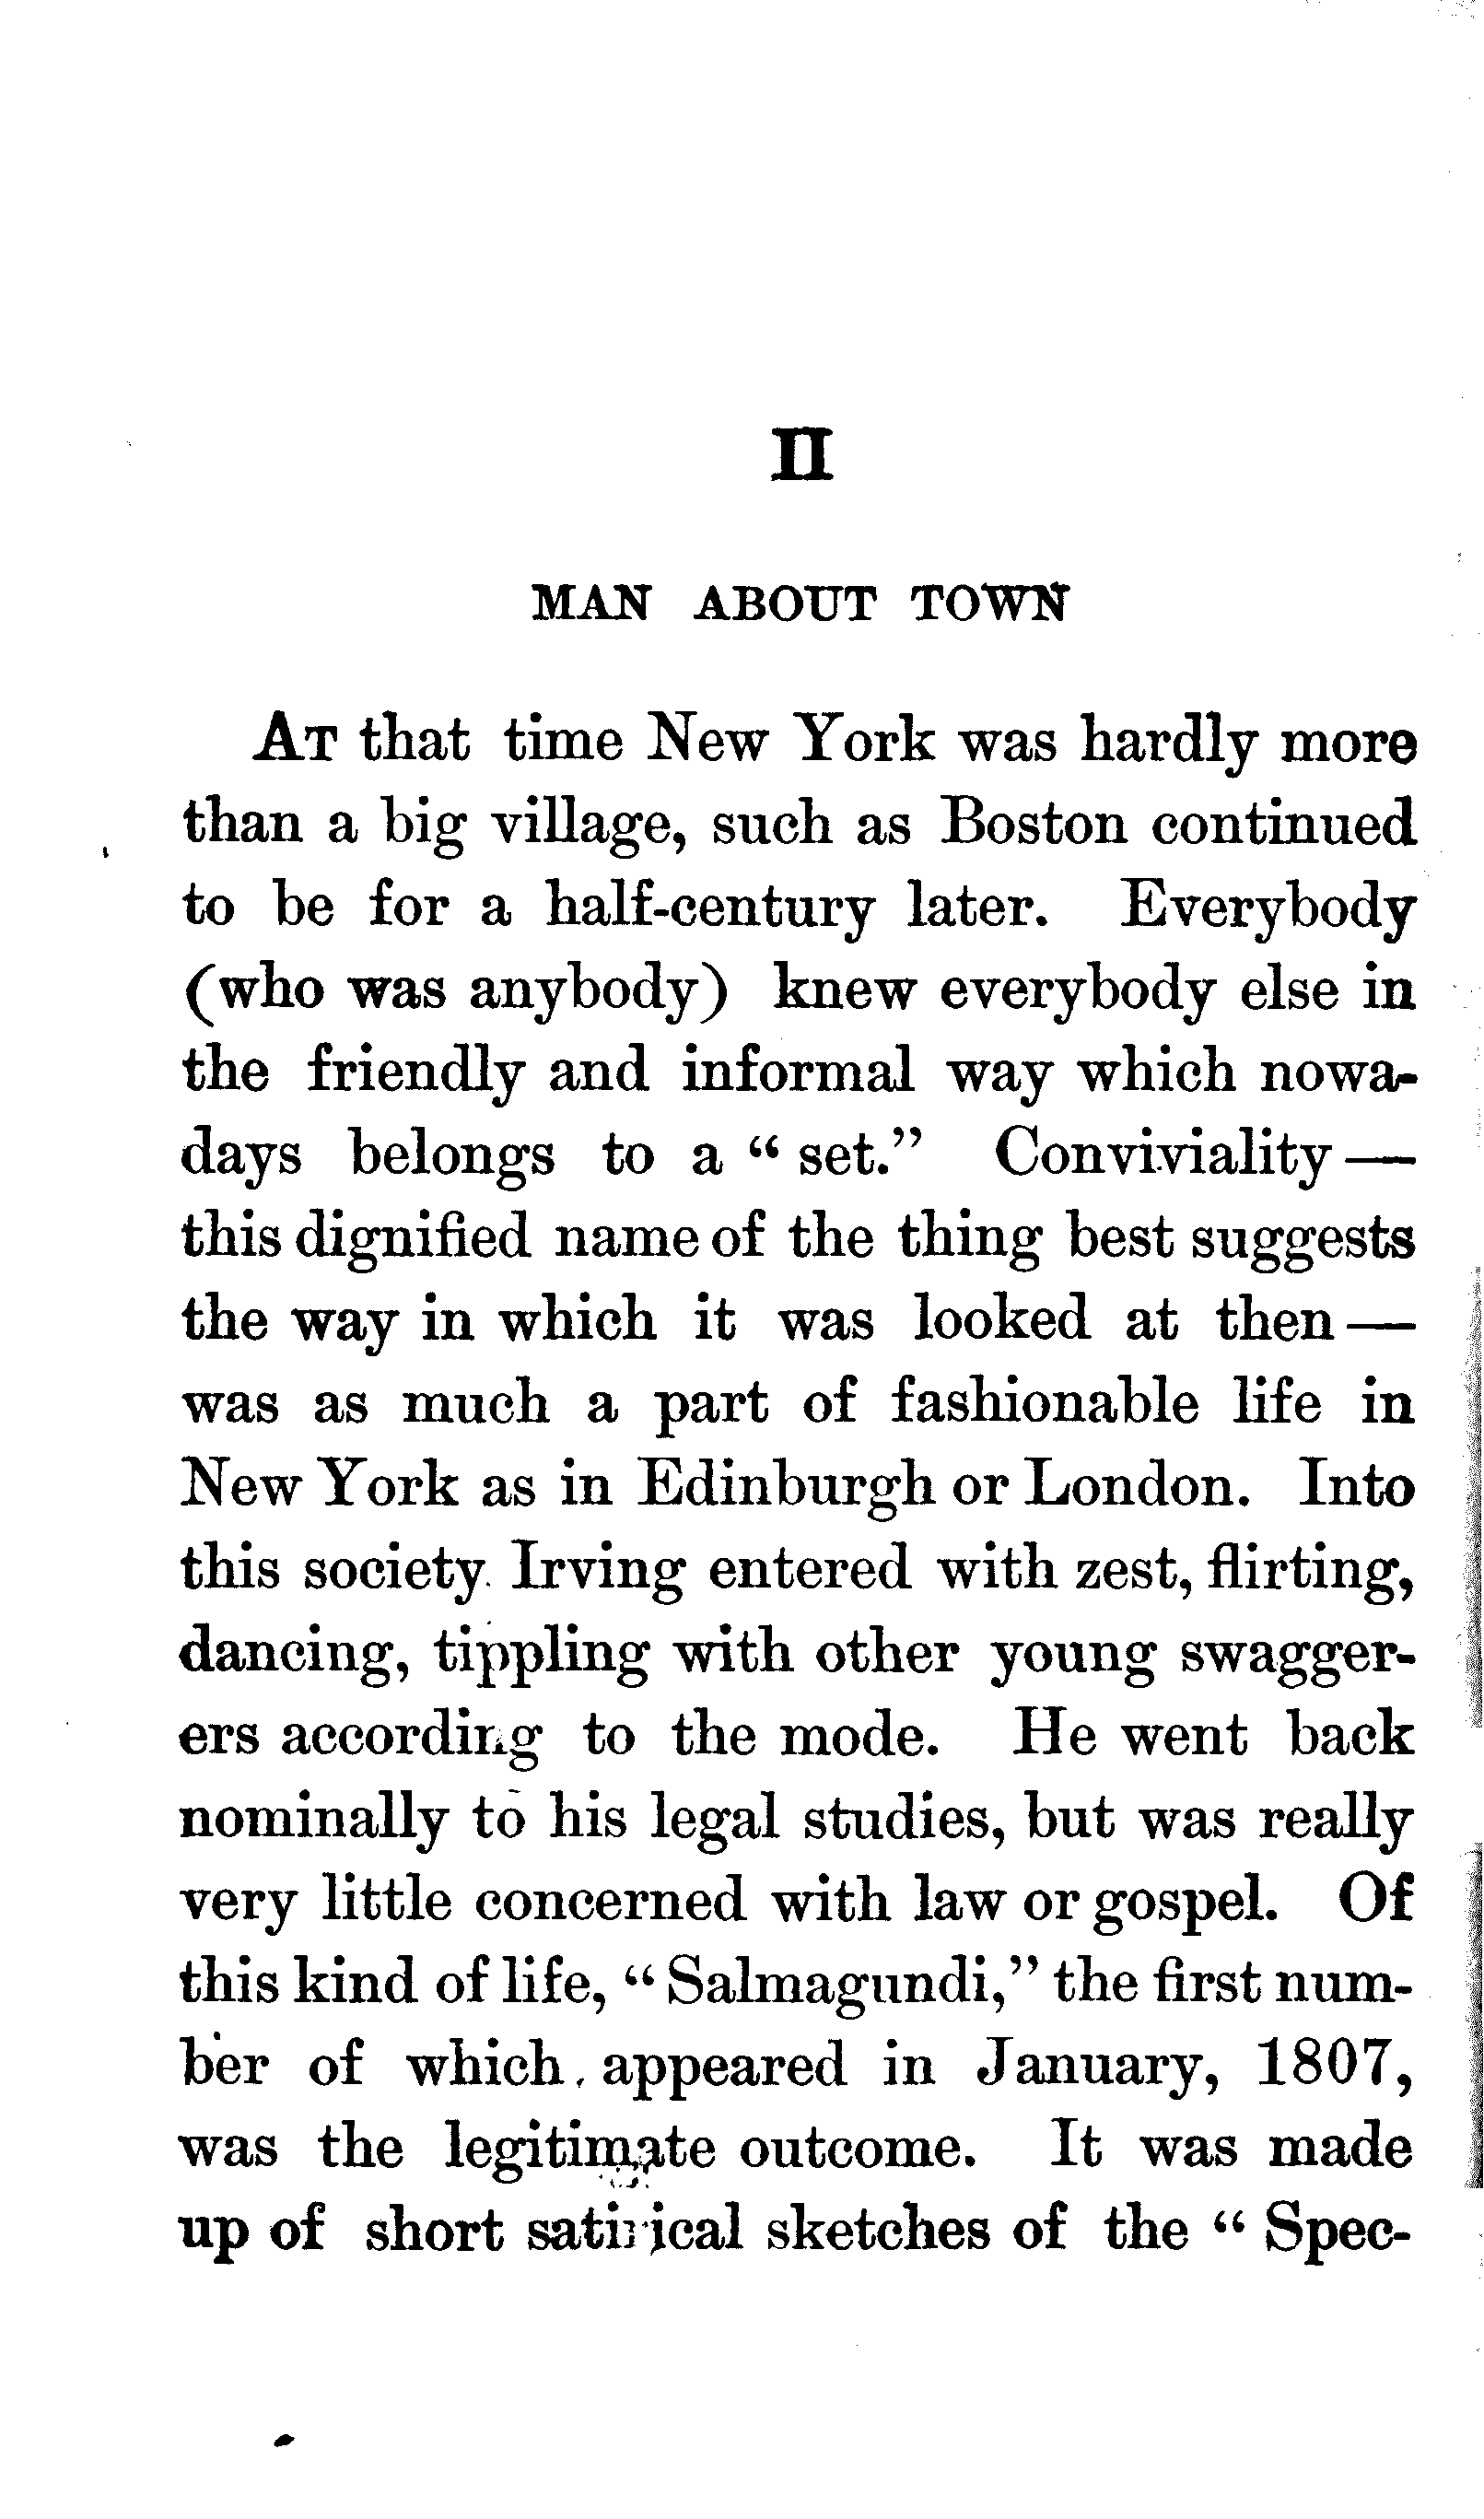 II
MAN ABOUT TOWN
At that time New York was hardly more
than a big village, such as Boston continued
to be for a half-century later. Everybody
(who was anybody) knew everybody else in
the friendly and informal way which nowa-
days belongs to a "set." Conviviality—
this dignified name of the thing best suggests
the way in which it was looked at then—
was as much a part of fashionable life in
New York as in Edinburgh or London. Into
this society Irving entered with zest, flirting,
dancing, tippling with other young swagger-
ers according to the mode. He went back
nominally to his legal studies, but was really
very little concerned with law or gospel. Of
this kind of life, "Salmagundi," the first num-
ber of which appeared in January, 1807,
was the legitimate outcome. It was made
up of short satirical sketches of the "Spec-